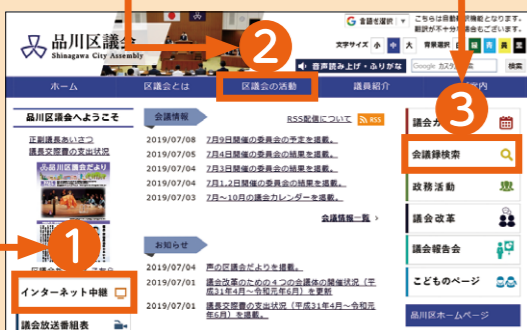 品川区議会
Shinagawa City Assembly
G 言語を選択 ▼
こちらは自動翻訳機能となります。
翻訳が不十分な場合もございます。
文字サイズ 小 中 大 背景選択 白 青 黄 黒
音声読み上げ・ふりがな
Google カスタム検索
検索
ホーム
区議会とは
区議会の活動
議員紹介
案内
2
3
1
品川区議会へようこそ
正副議長あいさつ
議長交際費の支出状況
品川区議会だより
インターネット中継
議会放送番組表
会議情報
RSS配信について RSS
2019/07/08 7月9日開催の委員会の予定を掲載。
2019/07/05 7月4日開催の委員会の結果を掲載。
2019/07/04 7月3日開催の委員会の結果を掲載。
2019/07/04 7月1.2日開催の委員会の結果を掲載。
2019/07/03 7月~10月の議会カレンダーを掲載。
会議情報一覧 >
お知らせ
2019/07/04 声の区議会だよりを掲載。
2019/07/01 議会改革のための4つの会議体の開催状況(平
成31年4月~令和元年6月)を更新
2019/07/01 議長交際費の支出状況(平成31年4月~令和元
年6月)を掲載。
議会カ
会議録検索
政務活動
議会改革
議会報告会
こどものページ
品川区ホームページ